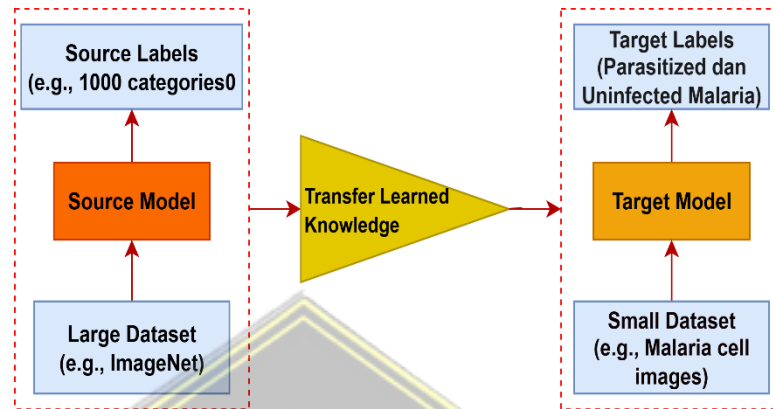 Source Labels
(e.g., 1000 categories0
Source Model
Large Dataset
(e.g., ImageNet)
Transfer Learned
Knowledge
Target Labels
(Parasitized dan
Uninfected Malaria)
Target Model
Small Dataset
(e.g., Malaria cell
images)